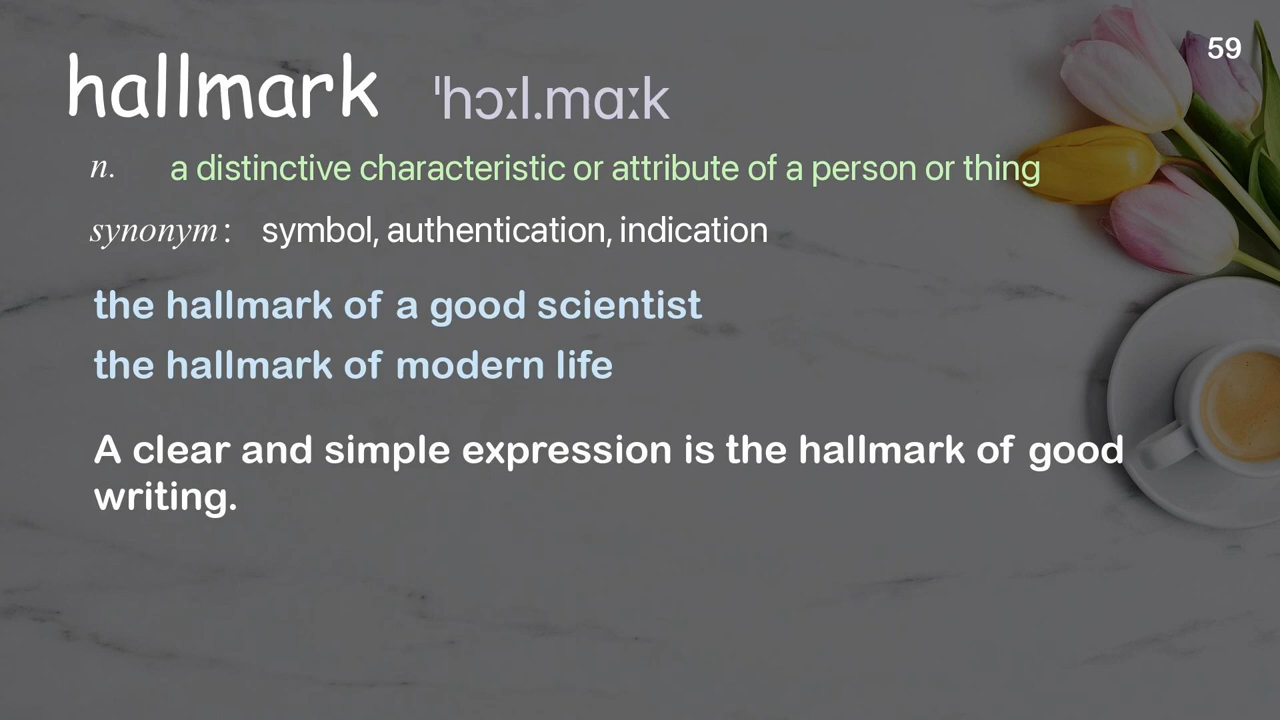 59
hallmark ˈhɔːl.mɑːk
n. a distinctive characteristic or attribute of a person or thing
synonym: symbol, authentication, indication
the hallmark of a good scientist
the hallmark of modern life
A clear and simple expression is the hallmark of good
writing.